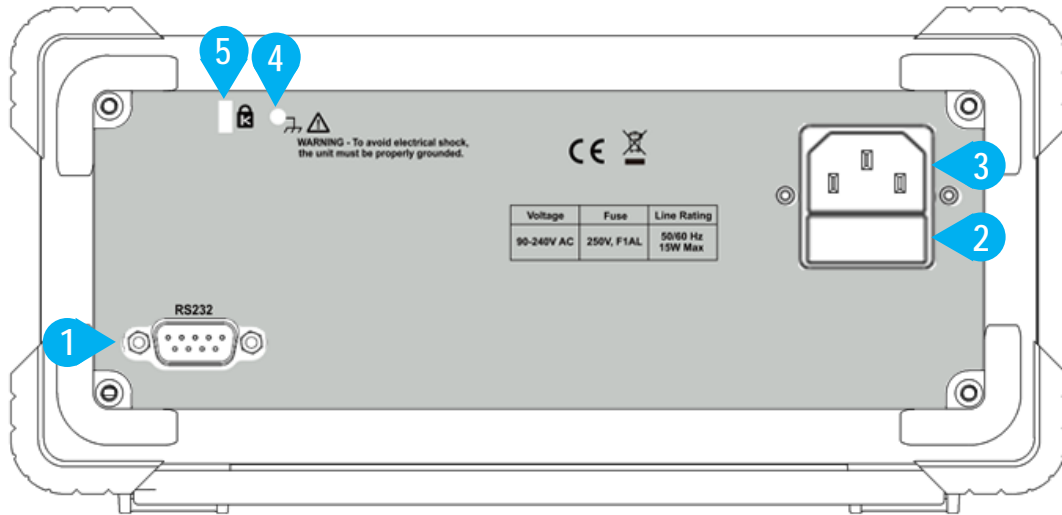 5
4
WARNING - To avoid electrical shock,
the unit must be properly grounded.
CE
3
Voltage Fuse Line Rating
90-240V AC 250V, F1AL 50/60 Hz
15W Max
2
RS232
1